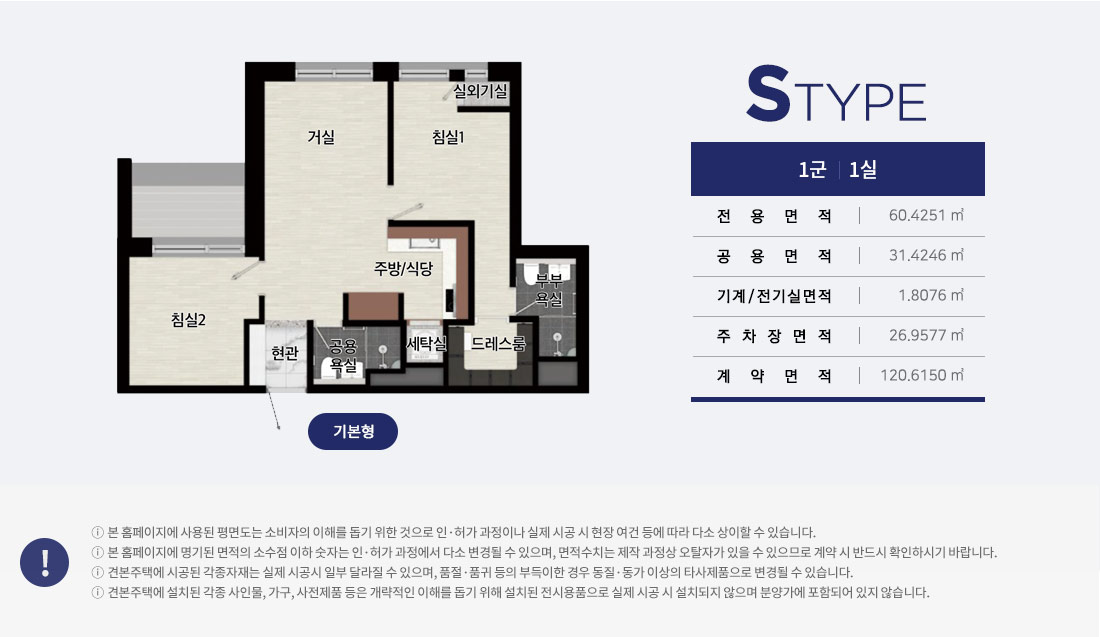 실외기실
거실
침실1
주방/식당
부부
욕실
침실2
현관
공용
욕실
세탁실
드레스룸
기본형
STYPE
1군 | 1실
전용면적 | 60.4251 ㎡
공용면적 | 31.4246 ㎡
기계/전기실면적 | 1.8076 ㎡
주차장면적 | 26.9577 ㎡
계약면적 | 120.6150 ㎡
!
ⓘ 본 홈페이지에 사용된 평면도는 소비자의 이해를 돕기 위한 것으로 인·허가 과정이나 실제 시공 시 현장 여건 등에 따라 다소 상이할 수 있습니다.
ⓘ 본 홈페이지에 명기된 면적의 소수점 이하 숫자는 인·허가 과정에서 다소 변경될 수 있으며, 면적수치는 제작 과정상 오탈자가 있을 수 있으므로 계약 시 반드시 확인하시기 바랍니다.
ⓘ 견본주택에 시공된 각종자재는 실제 시공시 일부 달라질 수 있으며, 품절·품귀 등의 부득이한 경우 동질·동가 이상의 타사제품으로 변경될 수 있습니다.
ⓘ 견본주택에 설치된 각종 사인물, 가구, 사전제품 등은 개략적인 이해를 돕기 위해 설치된 전시용품으로 실제 시공 시 설치되지 않으며 분양가에 포함되어 있지 않습니다.